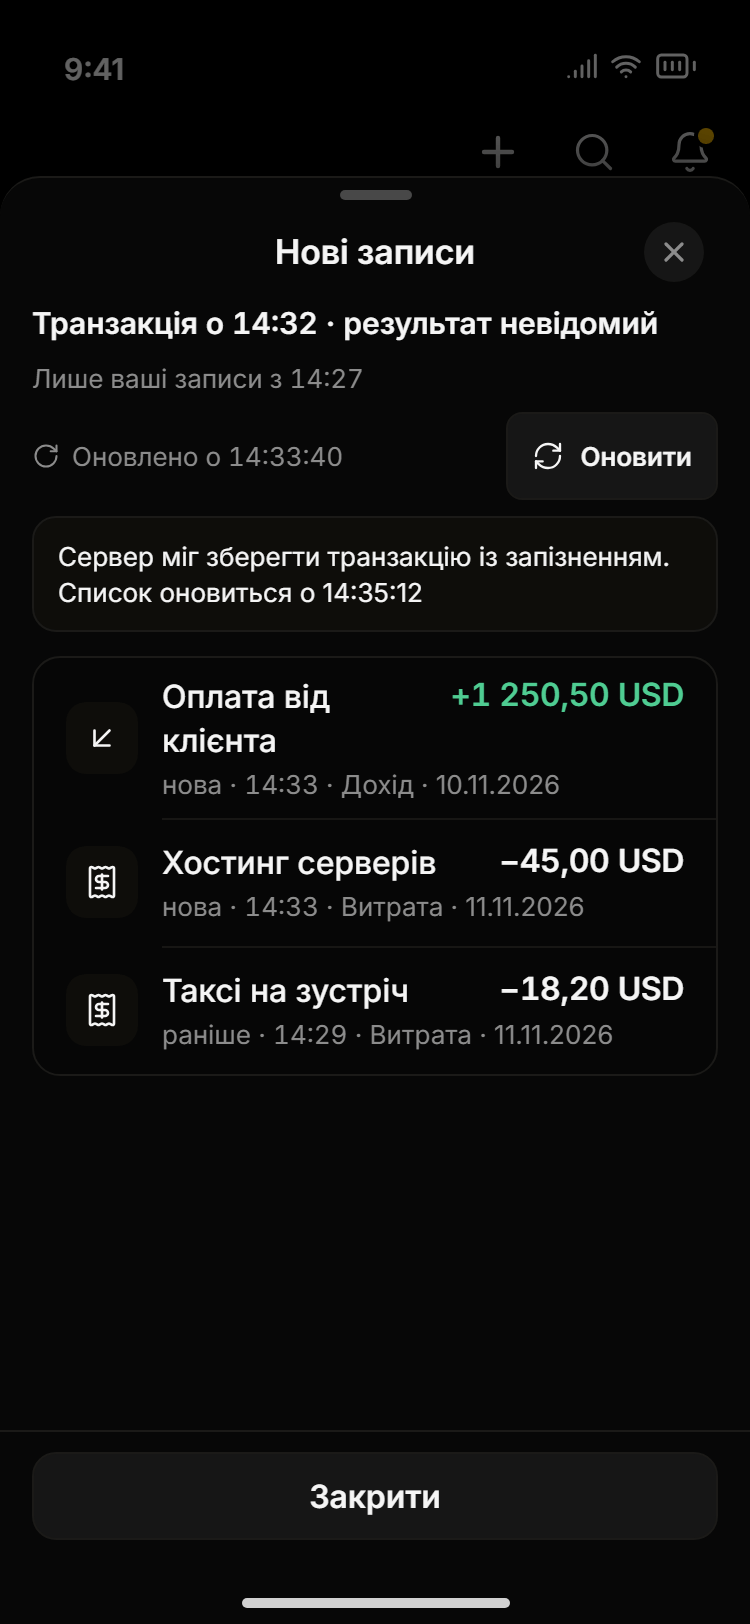 9:41
Нові записи
Транзакція о 14:32 · результат невідомий
Лише ваші записи з 14:27
Оновлено о 14:33:40
Оновити
Сервер міг зберегти транзакцію із запізненням.
Список оновиться о 14:35:12
Оплата від
клієнта
+1 250,50 USD
нова · 14:33 · Дохід · 10.11.2026
Хостинг серверів
−45,00 USD
нова · 14:33 · Витрата · 11.11.2026
Таксі на зустріч
−18,20 USD
раніше · 14:29 · Витрата · 11.11.2026
Закрити